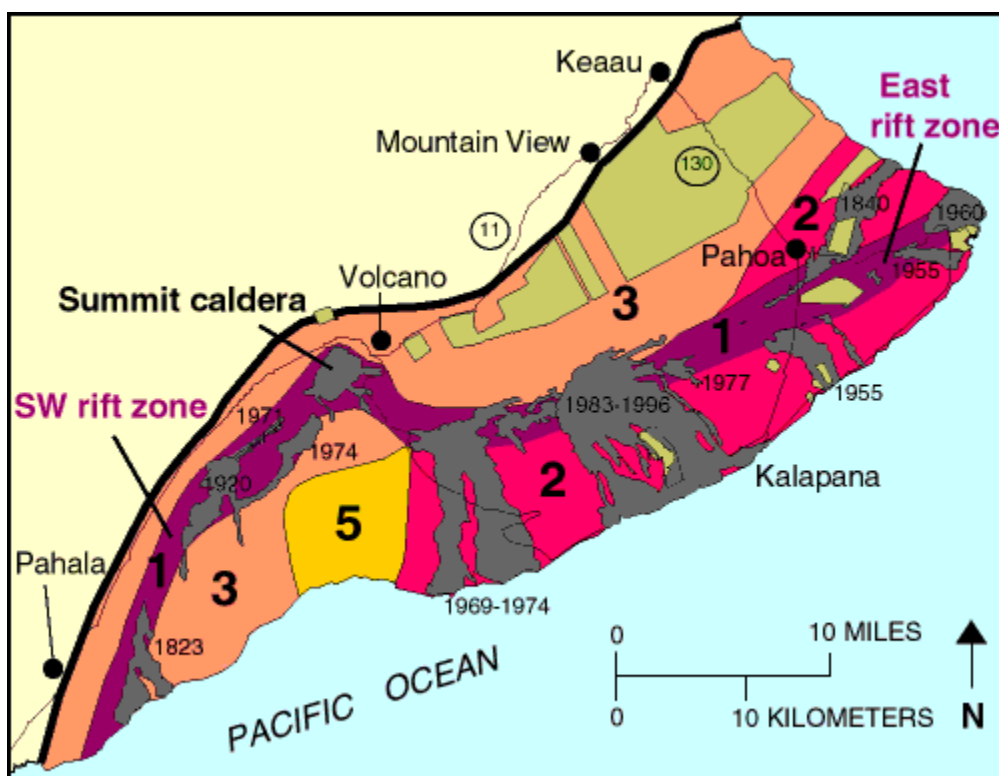 Keaau
East
rift zone
Mountain View
130
2
1840
1960
11
Pahoa
Volcano
1955
Summit caldera
3
1
1977
SW rift zone
1971
1983-1996
1955
1974
1920
2
Kalapana
5
Pahala
1
3
1969-1974
1823
0
10 MILES
PACIFIC OCEAN
0
10 KILOMETERS
N